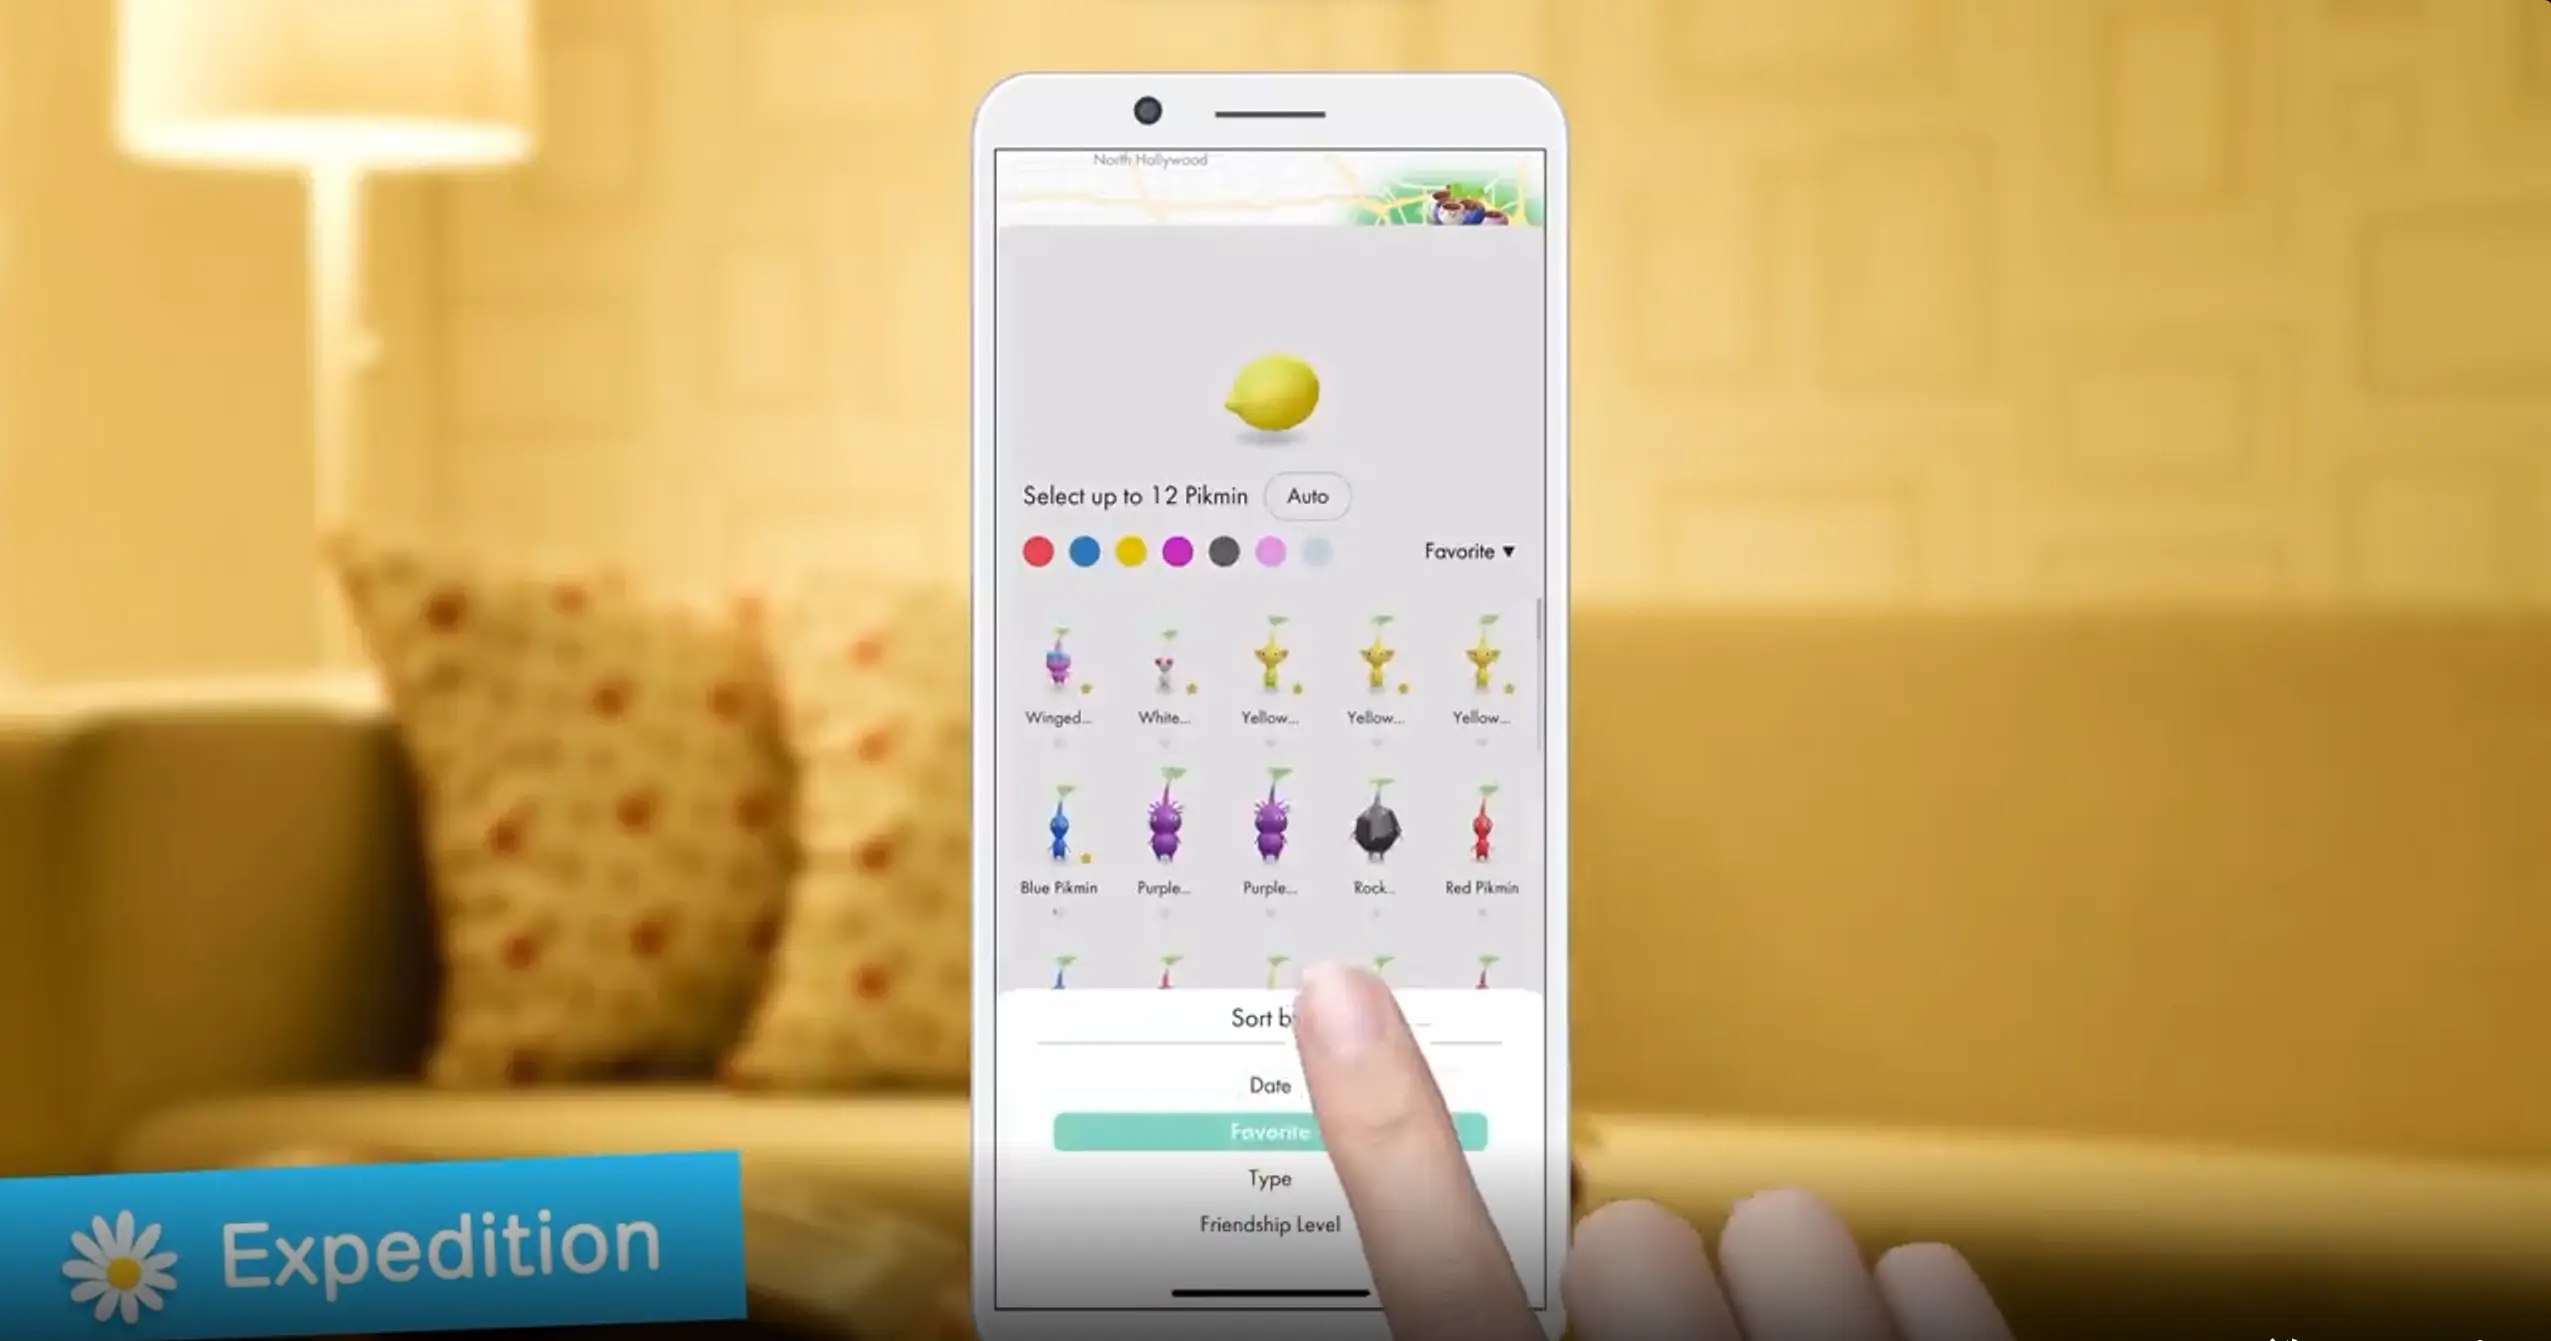 North Hollywood
Select up to 12 Pikmin
Auto
Favorite ▼
Winged...
White...
Yellow...
Yellow...
Yellow...
Blue Pikmin
Purple...
Purple...
Rock...
Red Pikmin
Sort b
Date
Favorite
Type
Friendship Level
Expedition